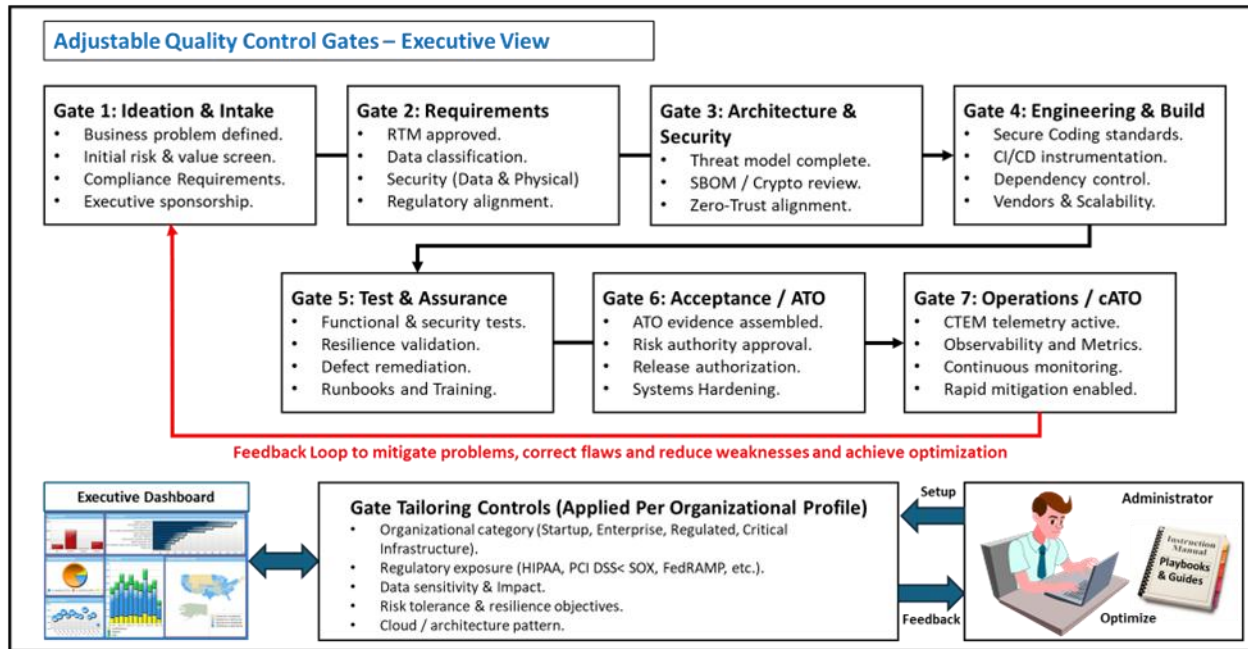 Adjustable Quality Control Gates – Executive View
Gate 1: Ideation & Intake
• Business problem defined.
• Initial risk & value screen.
• Compliance Requirements.
• Executive sponsorship.
Gate 2: Requirements
• RTM approved.
• Data classification.
• Security (Data & Physical)
• Regulatory alignment.
Gate 3: Architecture &
Security
• Threat model complete.
• SBOM / Crypto review.
• Zero-Trust alignment.
Gate 4: Engineering & Build
• Secure Coding standards.
• CI/CD instrumentation.
• Dependency control.
• Vendors & Scalability.
Gate 5: Test & Assurance
• Functional & security tests.
• Resilience validation.
• Defect remediation.
• Runbooks and Training.
Gate 6: Acceptance / ATO
• ATO evidence assembled.
• Risk authority approval.
• Release authorization.
• Systems Hardening.
Gate 7: Operations / cATO
• CTEM telemetry active.
• Observability and Metrics.
• Continuous monitoring.
• Rapid mitigation enabled.
Feedback Loop to mitigate problems, correct flaws and reduce weaknesses and achieve optimization
Executive Dashboard
Gate Tailoring Controls (Applied Per Organizational Profile)
• Organizational category (Startup, Enterprise, Regulated, Critical
Infrastructure).
• Regulatory exposure (HIPAA, PCI DSS< SOX, FedRAMP, etc.).
• Data sensitivity & Impact.
• Risk tolerance & resilience objectives.
• Cloud / architecture pattern.
Setup
Feedback
Administrator
Instruction
Manual
Playbooks
& Guides
Optimize